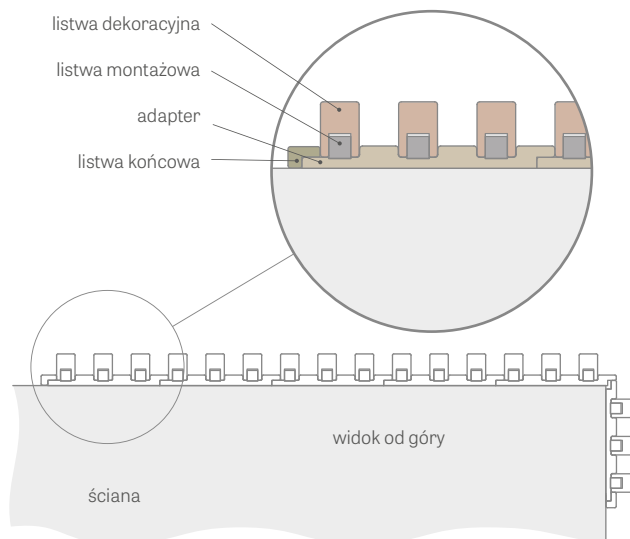 listwa dekoracyjna
listwa montażowa
adapter
listwa końcowa
widok od góry
ściana